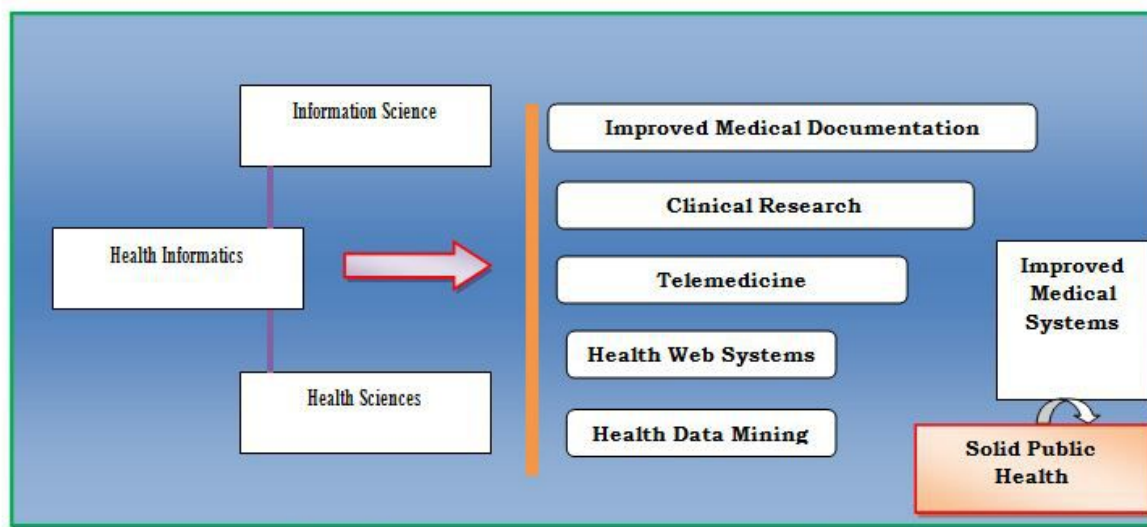 Information Science
Health Informatics
Health Sciences
Improved Medical Documentation
Clinical Research
Telemedicine
Health Web Systems
Health Data Mining
Improved
Medical
Systems
Solid Public
Health